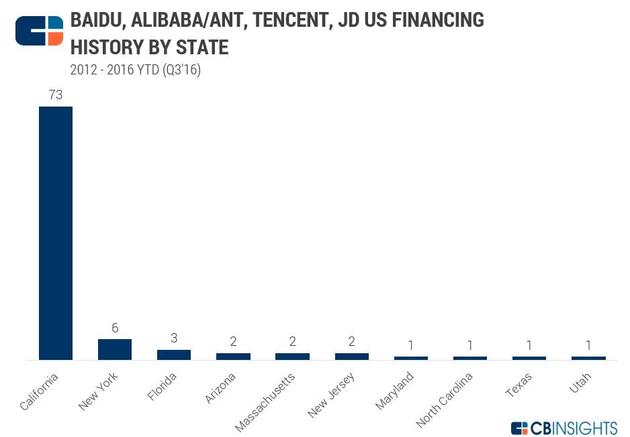 BAIDU, ALIBABA/ANT, TENCENT, JD US FINANCING
HISTORY BY STATE
2012 - 2016 YTD (Q3'16)
73
6
3
2
2
2
1
1
1
1
California
New York
Florida
Arizona
Massachusetts
New Jersey
Maryland
North Carolina
Texas
Utah
CBINSIGHTS